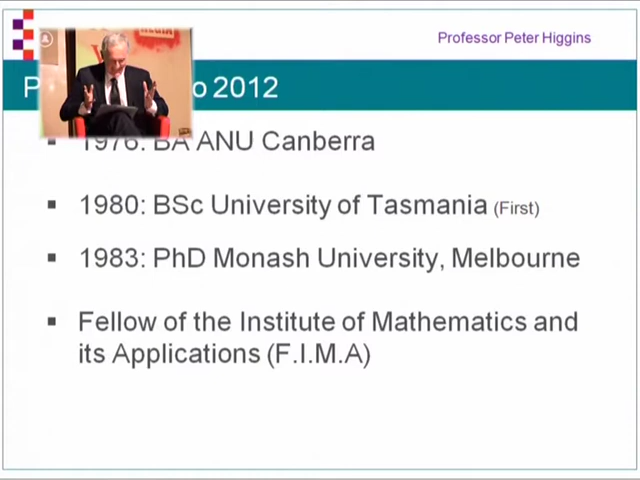 Professor Peter Higgins
2012
1976: BA ANU Canberra
1980: BSc University of Tasmania (First)
1983: PhD Monash University, Melbourne
Fellow of the Institute of Mathematics and
its Applications (F.I.M.A)